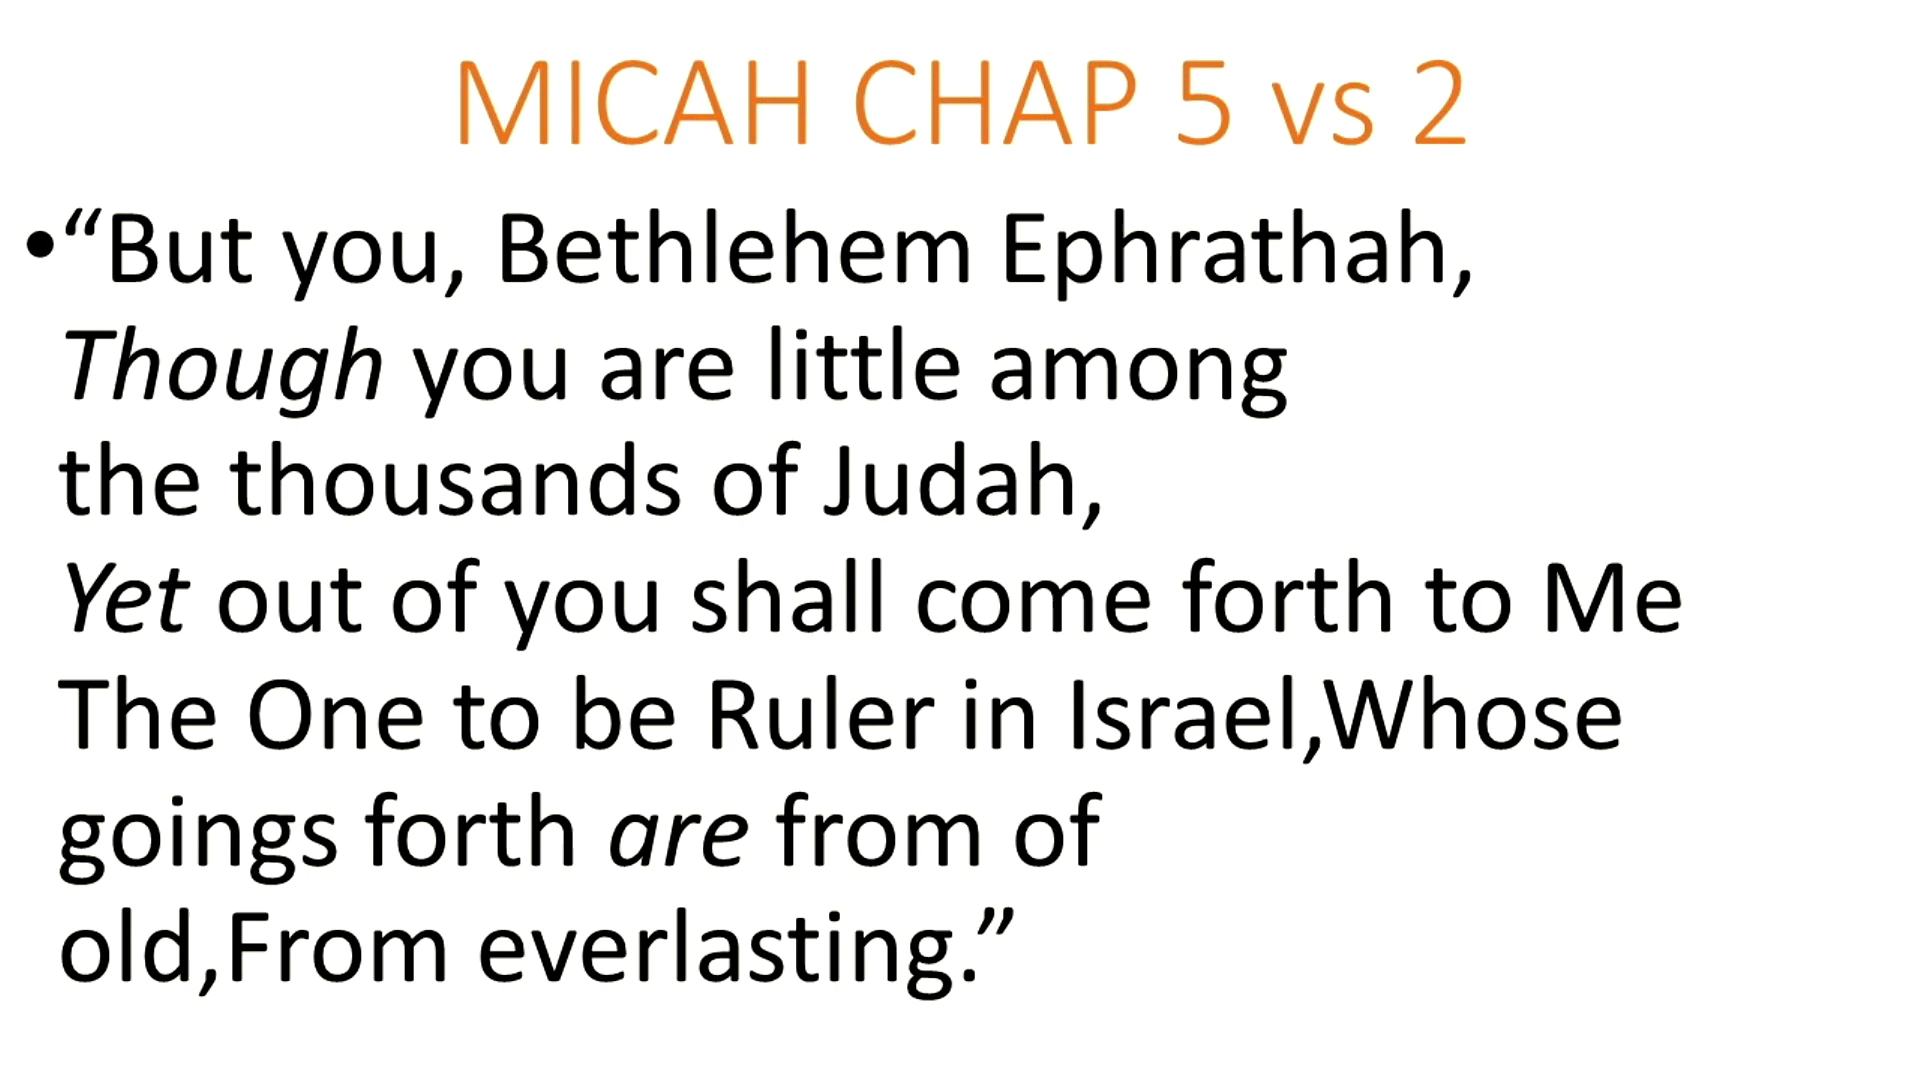 MICAH CHAP 5 vs 2
•“But you, Bethlehem Ephrathah,
Though you are little among
the thousands of Judah,
Yet out of you shall come forth to Me
The One to be Ruler in Israel,Whose
goings forth are from of
old,From everlasting.”